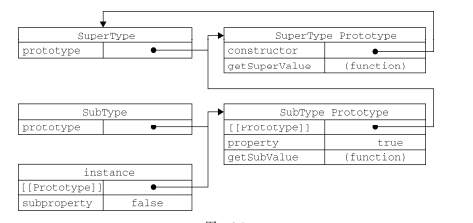 SuperType
prototype
SuperType Prototype
constructor
getSuperValue (function)
SubType
prototype
SubType Prototype
[[Prototype]]
property true
getSubValue (function)
instance
[[Prototype]]
subproperty false